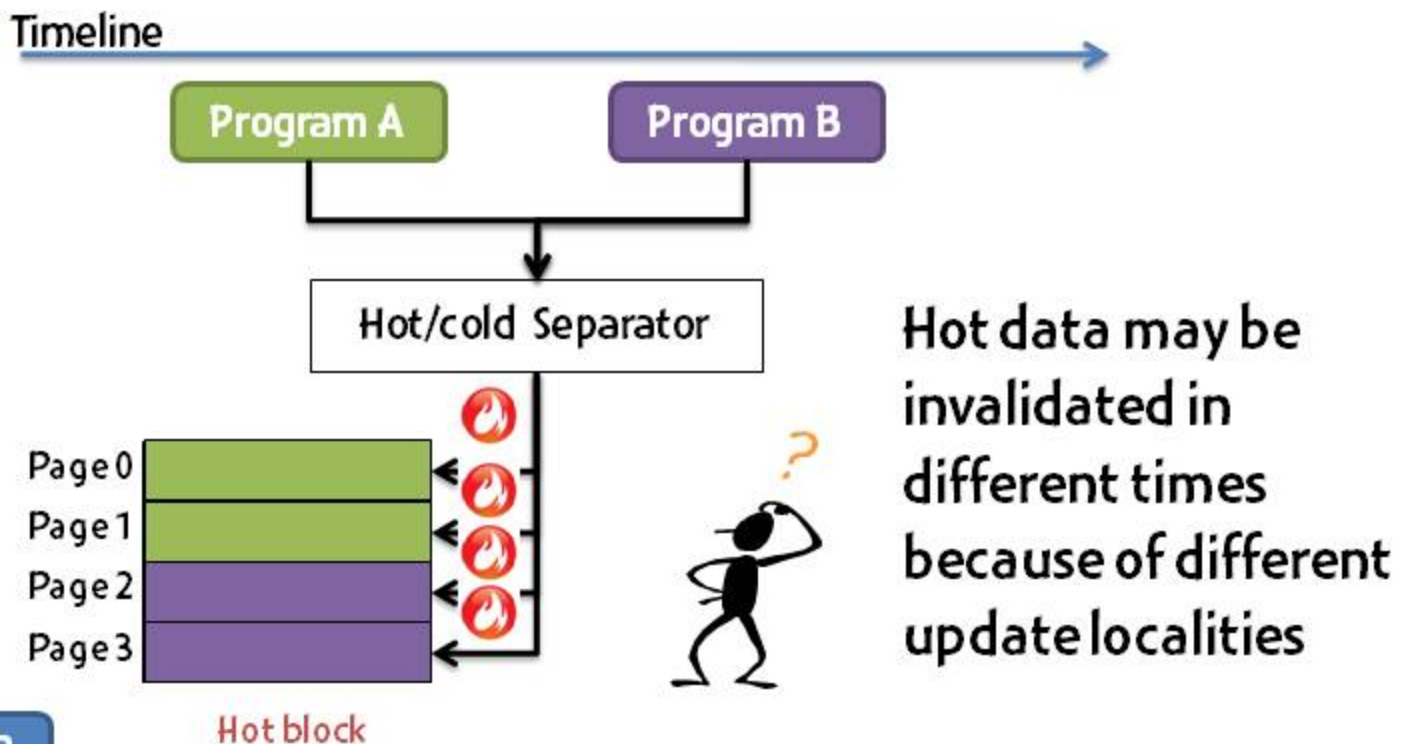 Timeline
Program A
Program B
Hot/cold Separator
Hot data may be
invalidated in
different times
because of different
update localities
?
Page 0
Page 1
Page 2
Page 3
Hot block